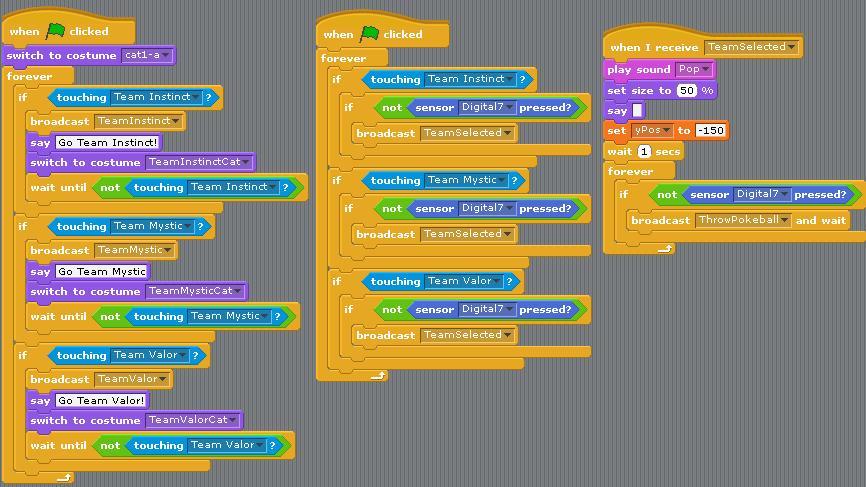 when clicked
switch to costume cat1-a
forever
if touching Team Instinct ?
broadcast TeamInstinct
say Go Team Instinct!
switch to costume TeamInstinctCat
wait until not touching Team Instinct ?
if touching Team Mystic ?
broadcast TeamMystic
say Go Team Mystic
switch to costume TeamMysticCat
wait until not touching Team Mystic ?
if touching Team Valor ?
broadcast TeamValor
say Go Team Valor!
switch to costume TeamValorCat
wait until not touching Team Valor ?
when clicked
forever
if touching Team Instinct ?
if not sensor Digital7 pressed?
broadcast TeamSelected
if touching Team Mystic ?
if not sensor Digital7 pressed?
broadcast TeamSelected
if touching Team Valor ?
if not sensor Digital7 pressed?
broadcast TeamSelected
when I receive TeamSelected
play sound Pop
set size to 50 %
say
set yPos to -150
wait 1 secs
forever
if not sensor Digital7 pressed?
broadcast ThrowPokeball and wait